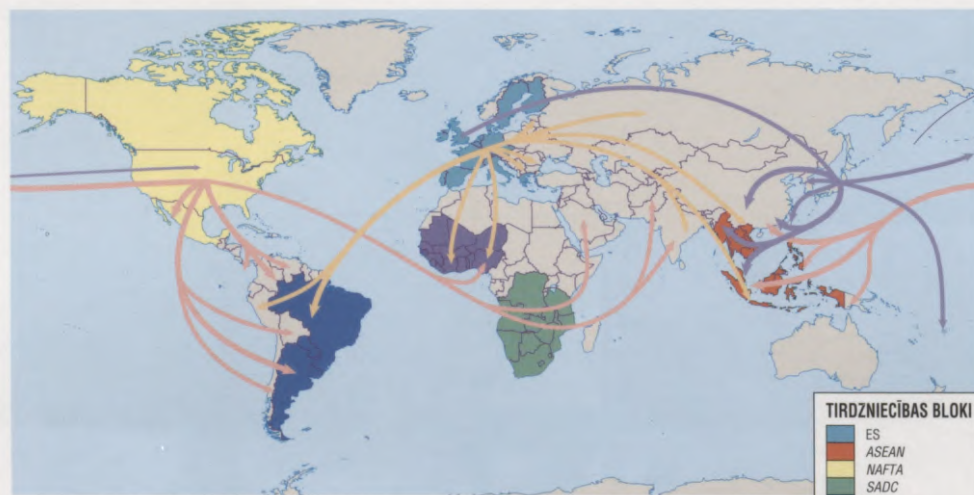 TIRDZNIECĪBAS BLOKI
ES
ASEAN
NAFTA
SADC